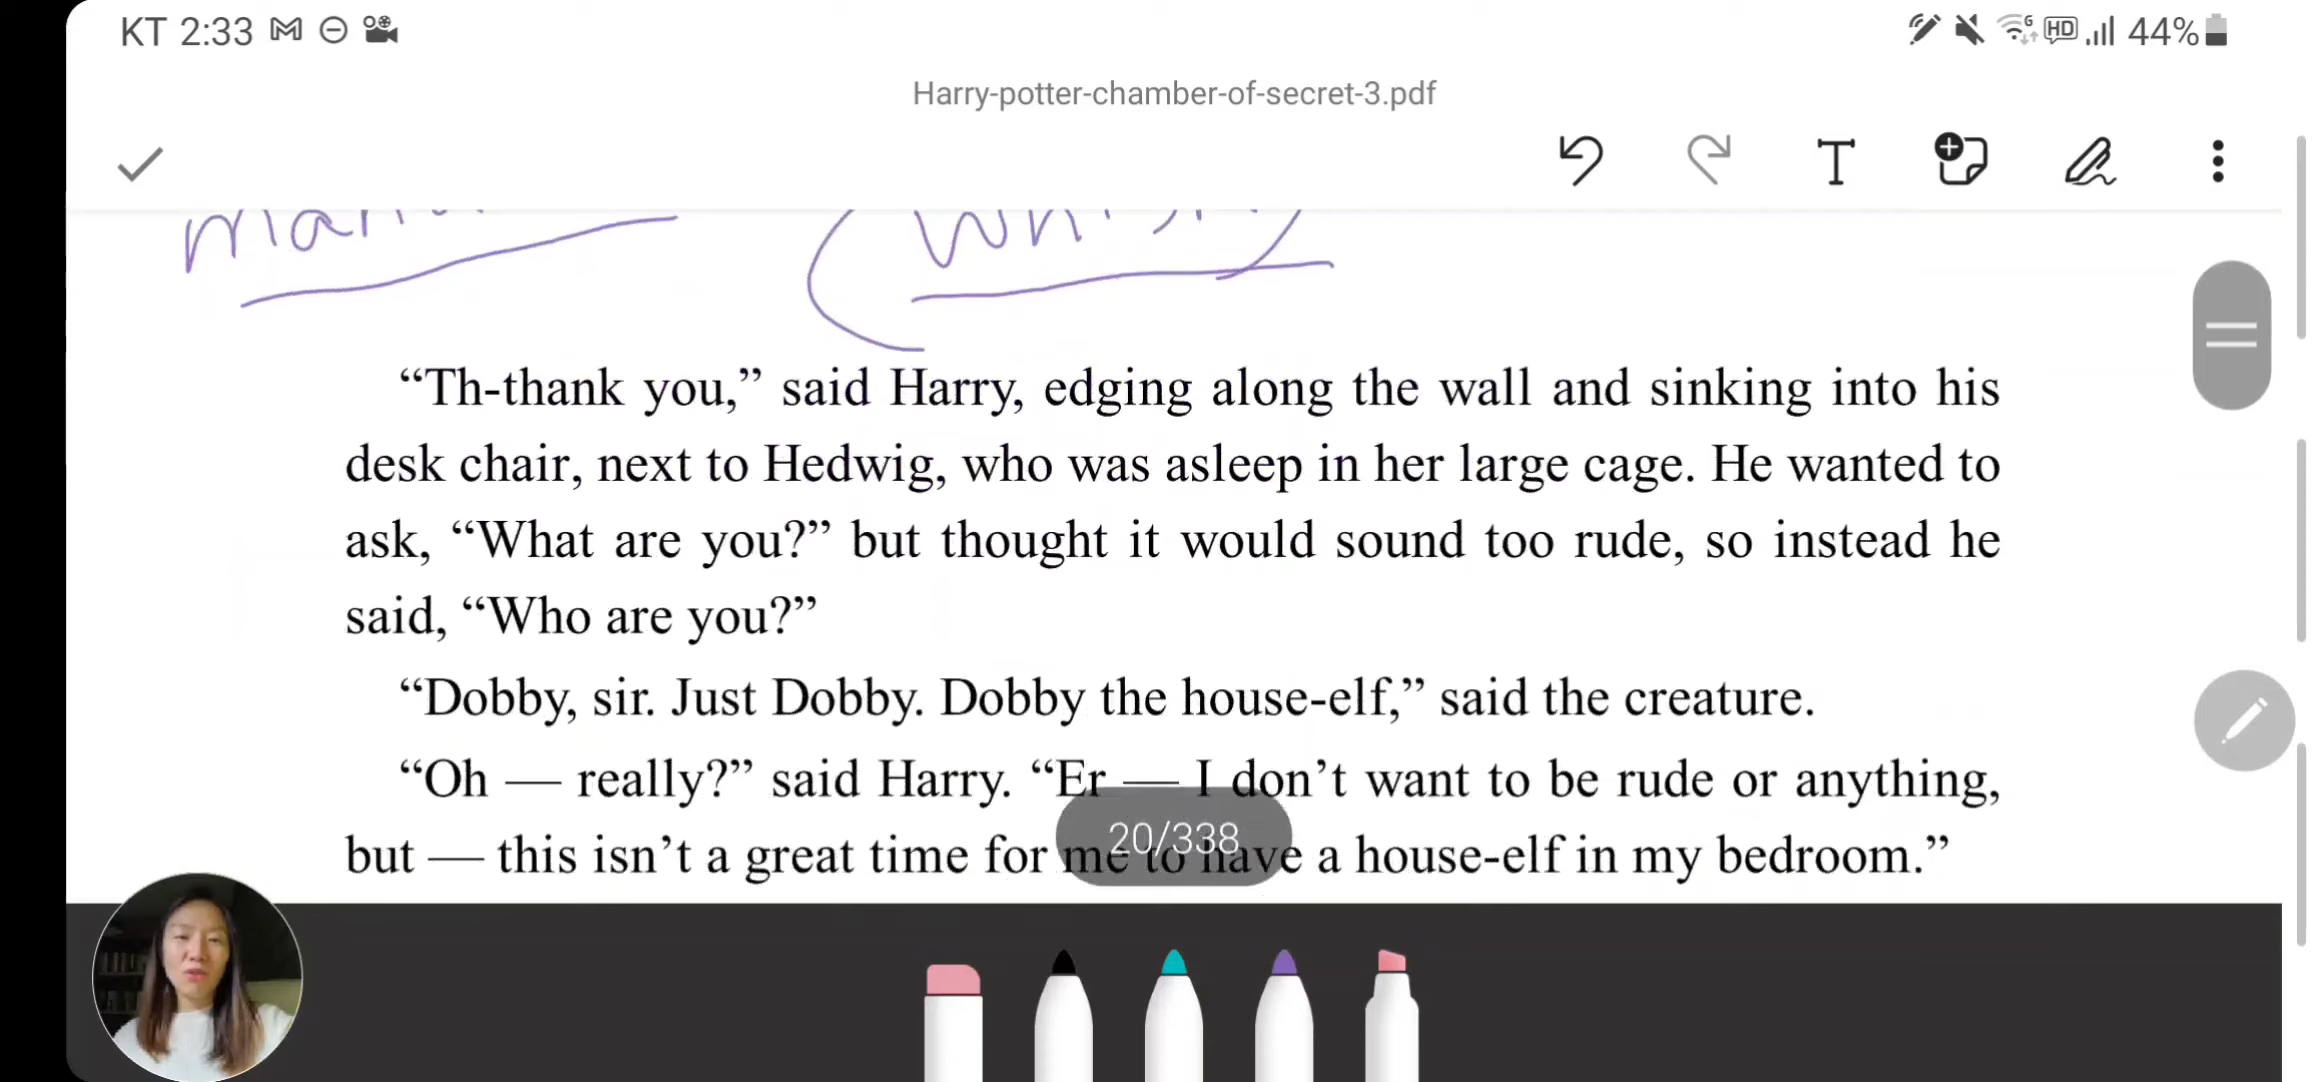 KT 2:33 44%
Harry-potter-chamber-of-secret-3.pdf
“Th-thank you,” said Harry, edging along the wall and sinking into his
desk chair, next to Hedwig, who was asleep in her large cage. He wanted to
ask, “What are you?” but thought it would sound too rude, so instead he
said, “Who are you?”
“Dobby, sir. Just Dobby. Dobby the house-elf,” said the creature.
“Oh — really?” said Harry. “Er — I don’t want to be rude or anything,
20/338
but — this isn’t a great time for me to have a house-elf in my bedroom.”